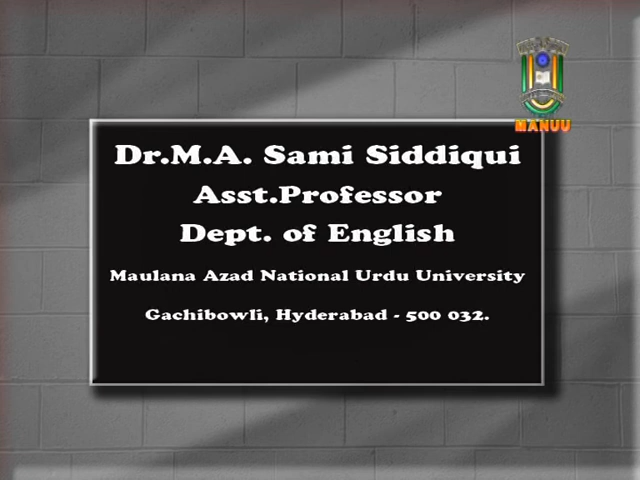 MANUU
Dr.M.A. Sami Siddiqui
Asst.Professor
Dept. of English
Maulana Azad National Urdu University
Gachibowli, Hyderabad - 500 032.